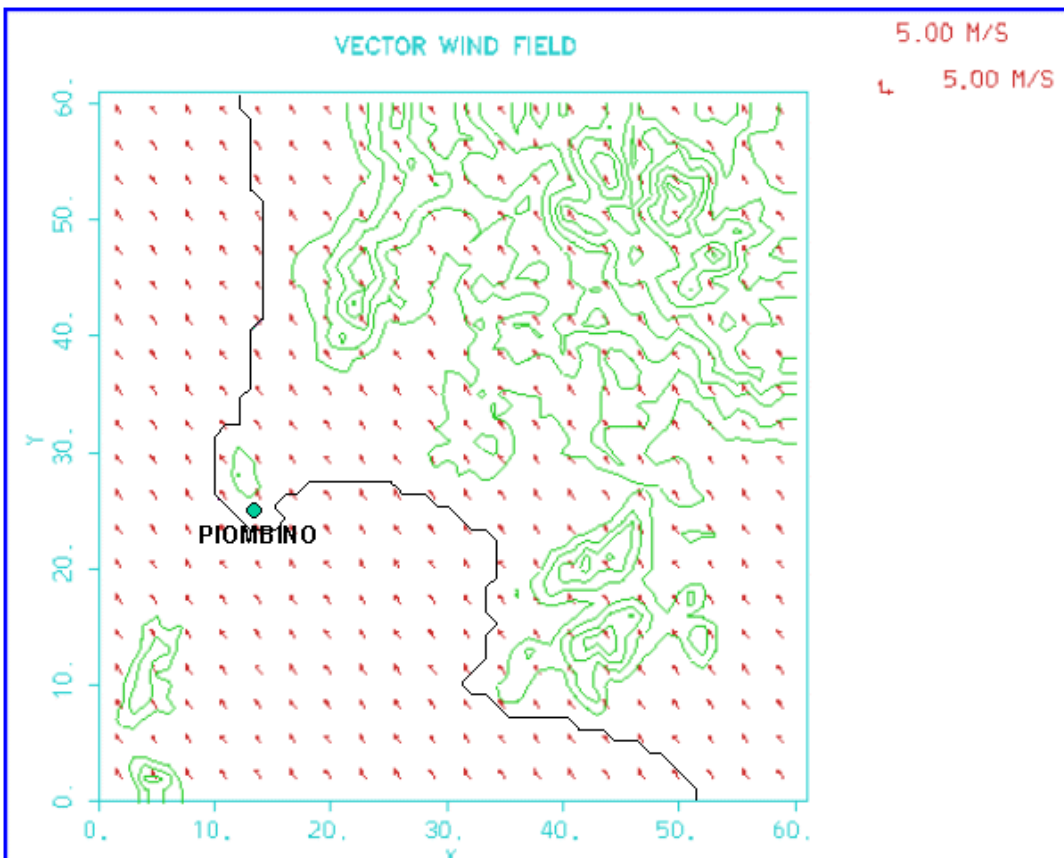 5.00 M/S
VECTOR WIND FIELD
5.00 M/S
60.
50.
40.
Y
30.
PIOMBINO
20.
10.
0.
0. 10. 20. 30. 40. 50. 60.
X